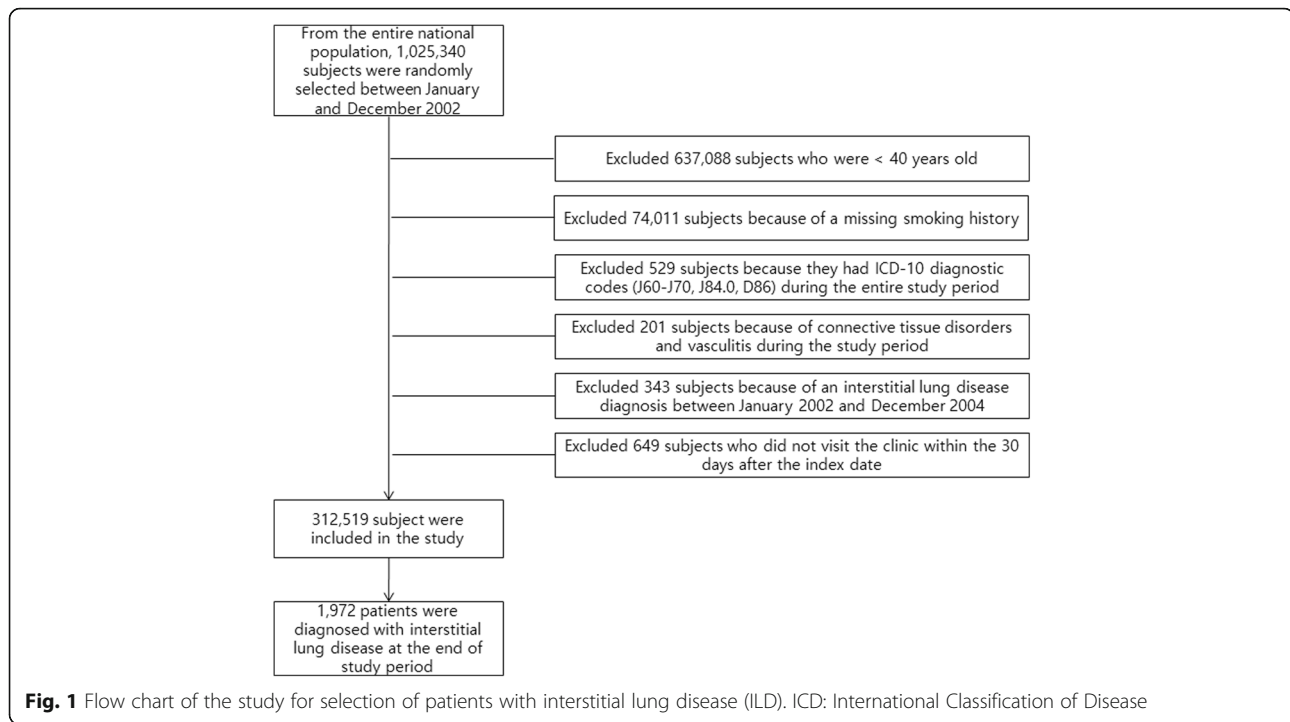 From the entire national
population, 1,025,340
subjects were randomly
selected between January
and December 2002
Excluded 637,088 subjects who were < 40 years old
Excluded 74,011 subjects because of a missing smoking history
Excluded 529 subjects because they had ICD-10 diagnostic
codes (J60-J70, J84.0, D86) during the entire study period
Excluded 201 subjects because of connective tissue disorders
and vasculitis during the study period
Excluded 343 subjects because of an interstitial lung disease
diagnosis between January 2002 and December 2004
Excluded 649 subjects who did not visit the clinic within the 30
days after the index date
312,519 subject were
included in the study
1,972 patients were
diagnosed with interstitial
lung disease at the end of
study period
Fig. 1 Flow chart of the study for selection of patients with interstitial lung disease (ILD). ICD: International Classification of Disease